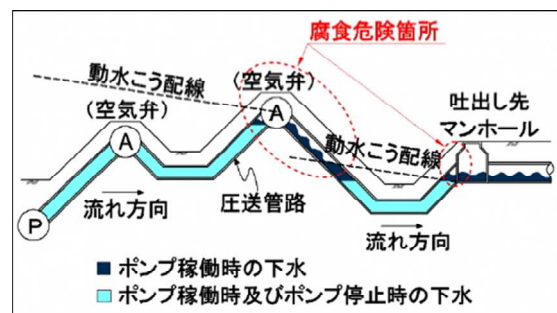 腐食危険箇所
動水こう配線
(空気弁)
(空気弁)
吐出し先
マンホール
動水こう配線
A
A
圧送管路
P
流れ方向
流れ方向
ポンプ稼働時の下水
ポンプ稼働時及びポンプ停止時の下水